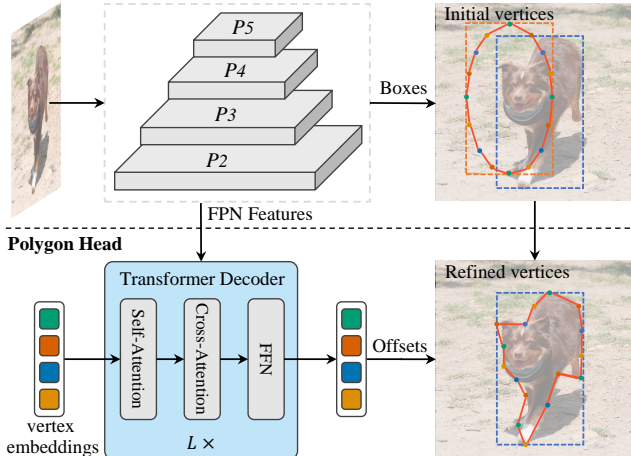 P5
P4
P3
P2
Boxes
Initial vertices
FPN Features
Polygon Head
Transformer Decoder
Self-Attention
Cross-Attention
FFN
L ×
vertex
embeddings
Offsets
Refined vertices